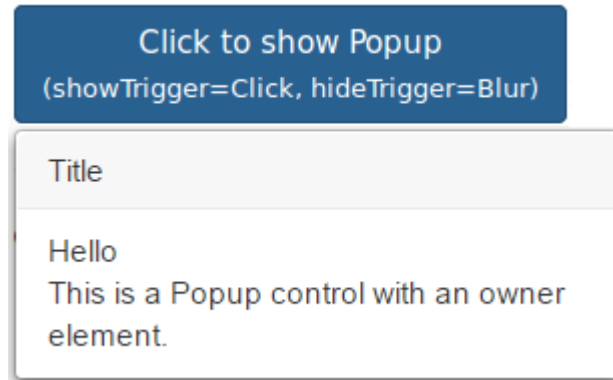 Click to show Popup
(showTrigger=Click, hideTrigger=Blur)
Title
Hello
This is a Popup control with an owner
element.